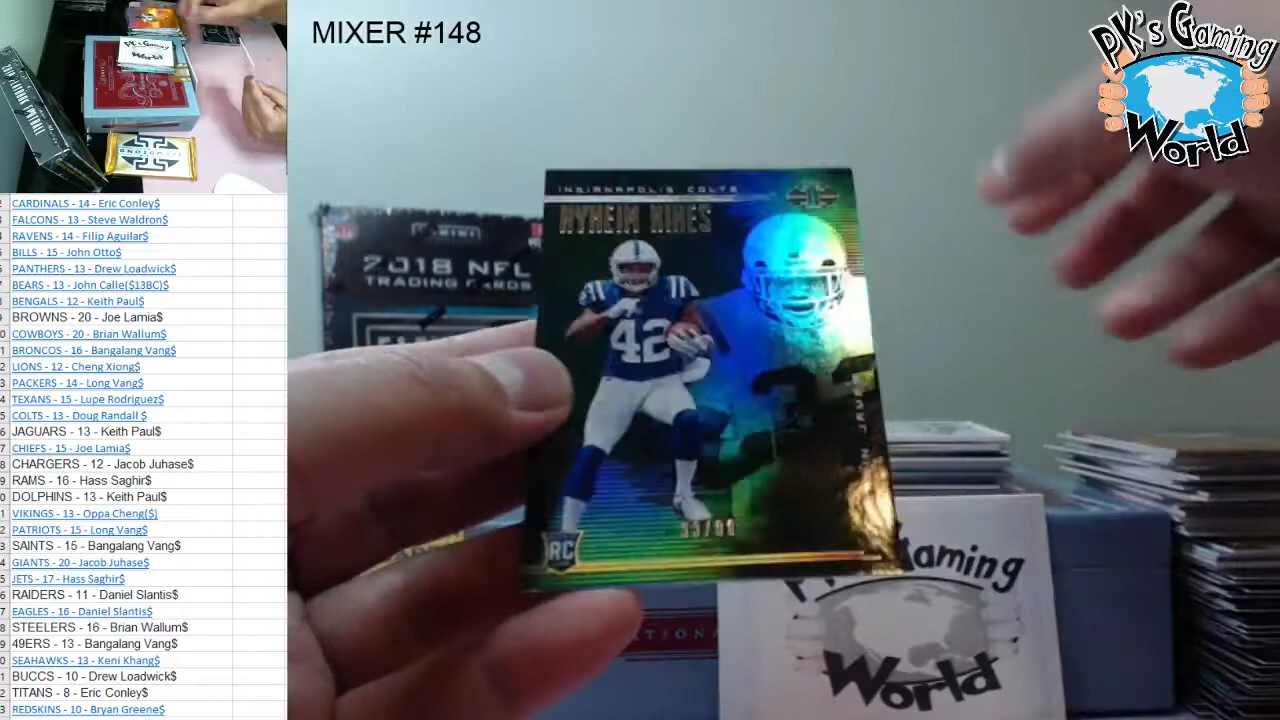 MIXER #148
PK's Gaming
World
CARDINALS - 14 - Eric Conley$
FALCONS - 13 - Steve Waldron$
RAVENS - 14 - Filip Aguilar$
BILLS - 15 - John Otto$
PANTHERS - 13 - Drew Loadwick$
BEARS - 13 - John Calle($13BC)$
BENGALS - 12 - Keith Paul$
BROWNS - 20 - Joe Lamia$
COWBOYS - 20 - Brian Wallum$
BRONCOS - 16 - Bangalang Vang$
LIONS - 12 - Cheng Xiong$
PACKERS - 14 - Long Vang$
TEXANS - 15 - Lupe Rodriguez$
COLTS - 13 - Doug Randall $
JAGUARS - 13 - Keith Paul$
CHIEFS - 15 - Joe Lamia$
CHARGERS - 12 - Jacob Juhase$
RAMS - 16 - Hass Saghir$
DOLPHINS - 13 - Keith Paul$
VIKINGS - 13 - Oppa Cheng($)
PATRIOTS - 15 - Long Vang$
SAINTS - 15 - Bangalang Vang$
GIANTS - 20 - Jacob Juhase$
JETS - 17 - Hass Saghir$
RAIDERS - 11 - Daniel Slantis$
EAGLES - 16 - Daniel Slantis$
STEELERS - 16 - Brian Wallum$
49ERS - 13 - Bangalang Vang$
SEAHAWKS - 13 - Keni Khang$
BUCCS - 10 - Drew Loadwick$
TITANS - 8 - Eric Conley$
REDSKINS - 10 - Bryan Greene$
INDIANAPOLIS COLTS
NYHEIM HINES
42
RC
PANINI
2018 NFL
TRADING CARDS
Gaming
World